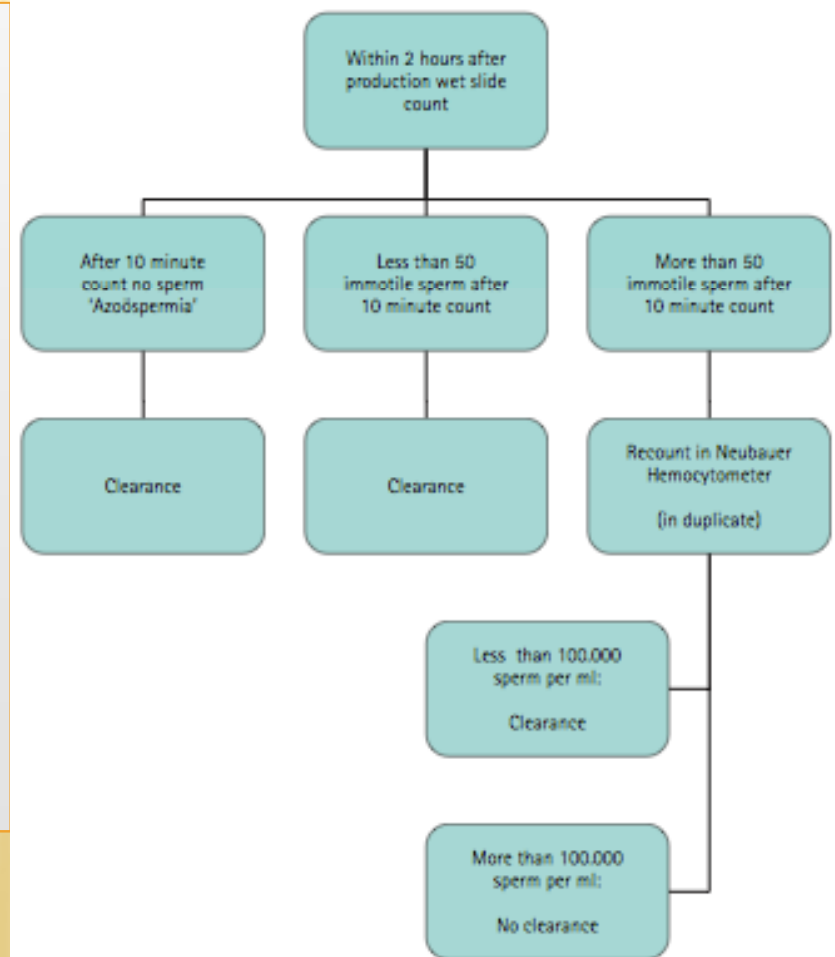 Within 2 hours after
production wet slide
count
After 10 minute
count no sperm
'Azoöspermia'
Less than 50
immotile sperm after
10 minute count
More than 50
immotile sperm after
10 minute count
Clearance
Clearance
Recount in Neubauer
Hemocytometer
(in duplicate)
Less than 100.000
sperm per ml:
Clearance
More than 100.000
sperm per ml:
No clearance